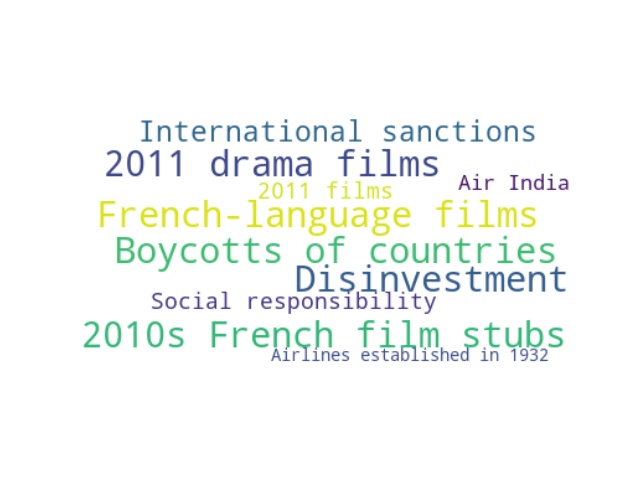 International sanctions
2011 drama films
Air India
2011 films
French-language films
Boycotts of countries
Disinvestment
Social responsibility
2010s French film stubs
Airlines established in 1932